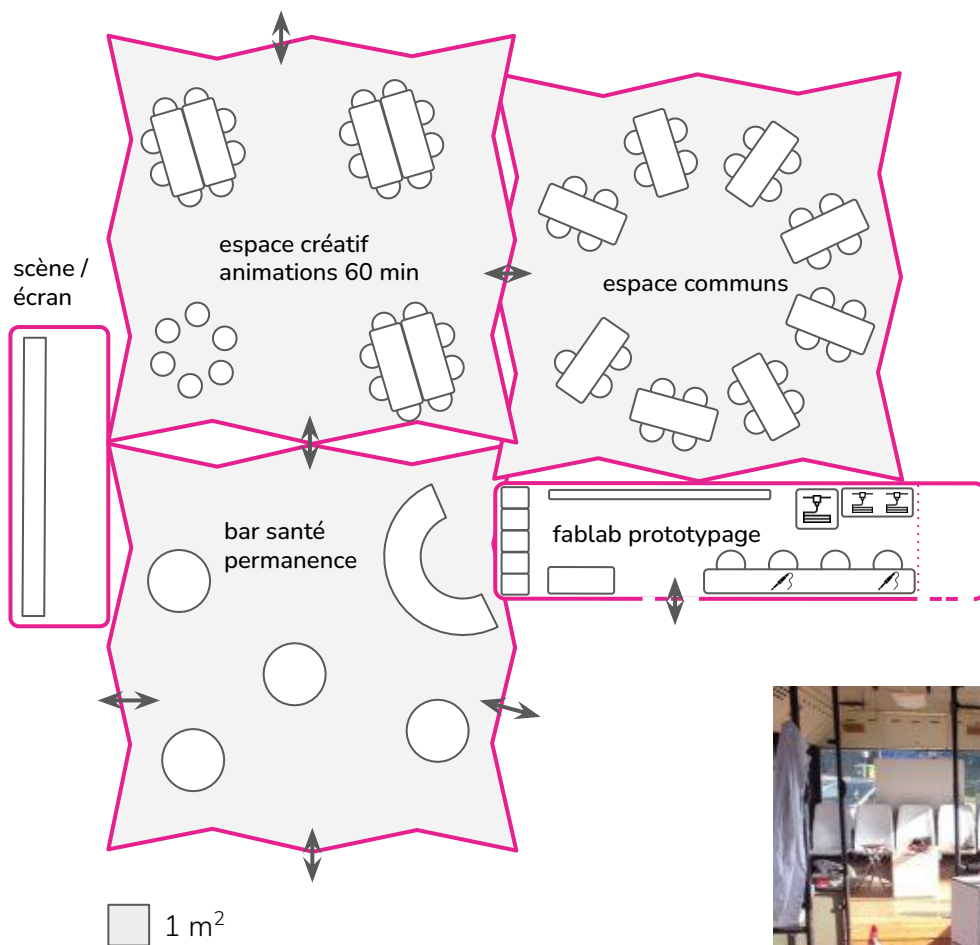 espace créatif
animations 60 min
scène /
écran
espace communs
bar santé
permanence
fablab prototypage
1 m²